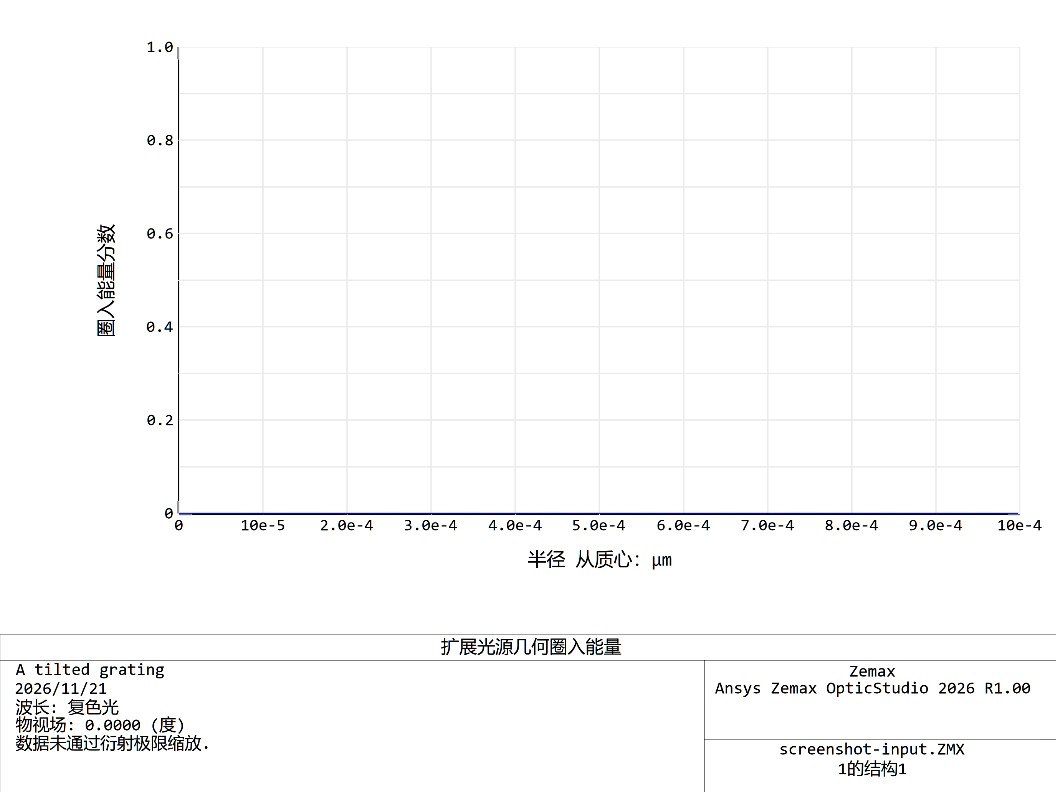 1.0
0.8
0.6
0.4
0.2
0
圈入能量分数
0 10e-5 2.0e-4 3.0e-4 4.0e-4 5.0e-4 6.0e-4 7.0e-4 8.0e-4 9.0e-4 10e-4
半径 从质心: µm
扩展光源几何圈入能量
A tilted grating
2026/11/21
波长: 复色光
物视场: 0.0000 (度)
数据未通过衍射极限缩放.
Zemax
Ansys Zemax OpticStudio 2026 R1.00
screenshot-input.ZMX
1的结构1